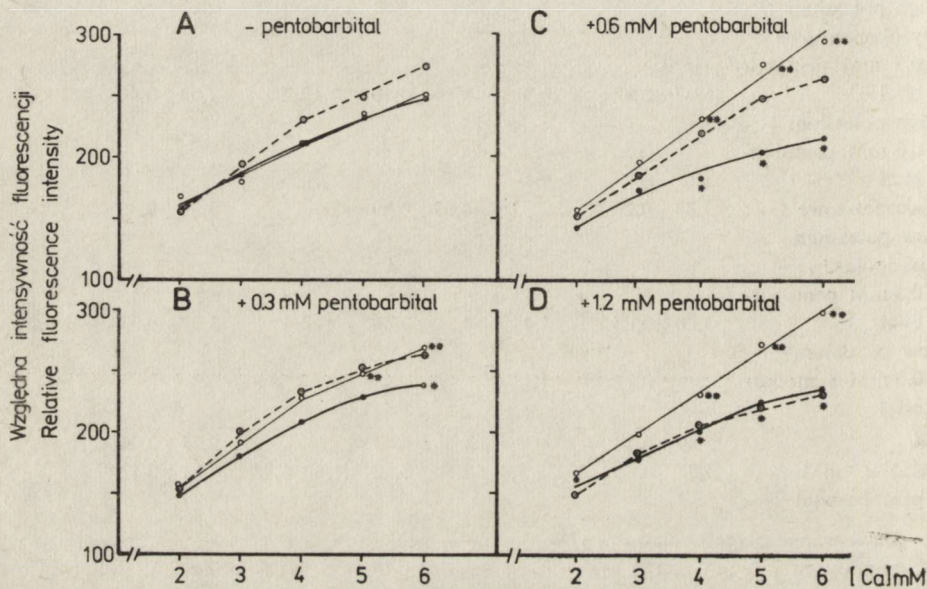 Względna intensywność fluorescencji
Relative fluorescence intensity
A
- pentobarbital
C
+0.6 mM pentobarbital
300
200
100
**
**
**
*
*
*
B
+ 0.3 mM pentobarbital
D
+1.2 mM pentobarbital
300
200
100
**
**
*
**
**
**
*
*
*
2 3 4 5 6 2 3 4 5 6 [Ca]mM